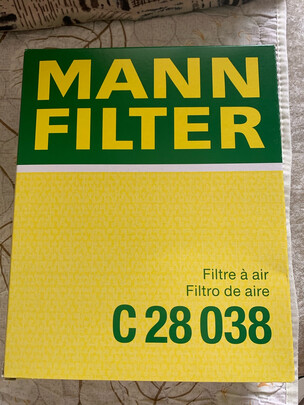 MANN
FILTER
Filtre à air
Filtro de aire
C 28 038